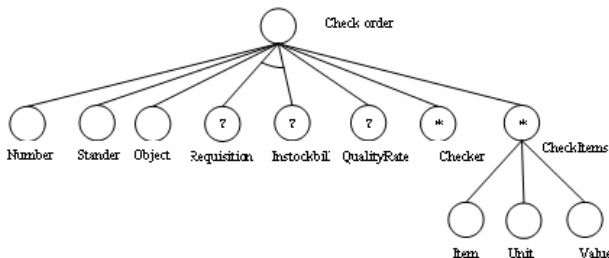 Check order
? ? ? * *
Number Stander Object Requisition Instockbill QualityRate Checker CheckItems
Item Unit Value